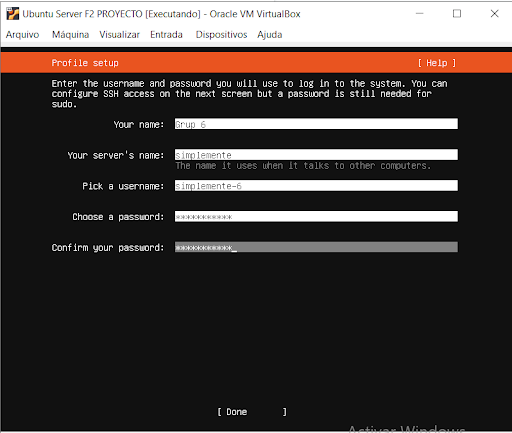 Ubuntu Server F2 PROYECTO [Executando] - Oracle VM VirtualBox
Arquivo Máquina Visualizar Entrada Dispositivos Ajuda
Profile setup [ Help ]
Enter the username and password you will use to log in to the system. You can
configure SSH access on the next screen but a password is still needed for
sudo.
Your name: Grup 6
Your server's name: simplemente
The name it uses when it talks to other computers.
Pick a username: simplemente-6
Choose a password: ***********
Confirm your password: ***********_
[ Done ]
Activar Windows